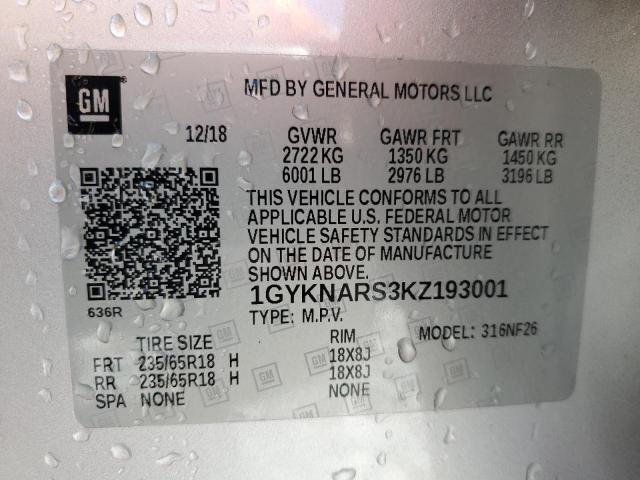 GM
MFD BY GENERAL MOTORS LLC
12/18 GVWR GAWR FRT GAWR RR
2722 KG 1350 KG 1450 KG
6001 LB 2976 LB 3196 LB
THIS VEHICLE CONFORMS TO ALL
APPLICABLE U.S. FEDERAL MOTOR
VEHICLE SAFETY STANDARDS IN EFFECT
ON THE DATE OF MANUFACTURE
SHOWN ABOVE.
1GYKNARS3KZ193001
636R
TYPE: M.P.V. MODEL: 316NF26
TIRE SIZE RIM
FRT 235/65R18 H 18X8J
RR 235/65R18 H 18X8J
SPA NONE NONE